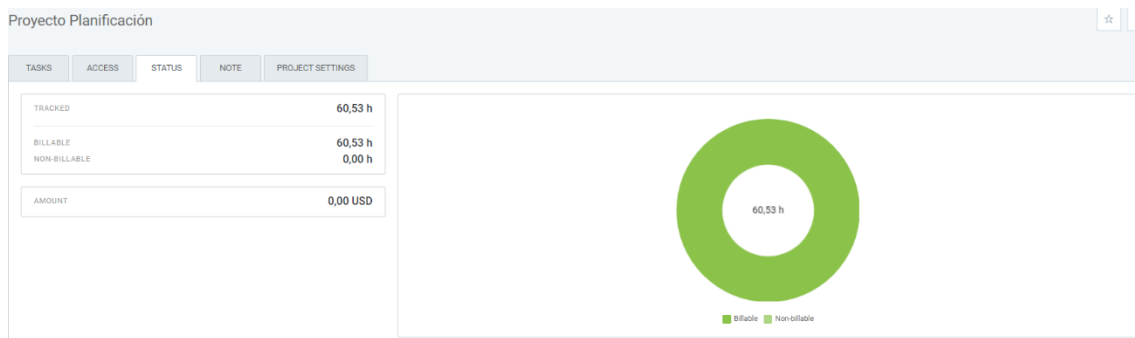 Proyecto Planificación
TASKS ACCESS STATUS NOTE PROJECT SETTINGS
TRACKED 60,53 h
BILLABLE 60,53 h
NON-BILLABLE 0,00 h
AMOUNT 0,00 USD
60,53 h
Billable Non-billable